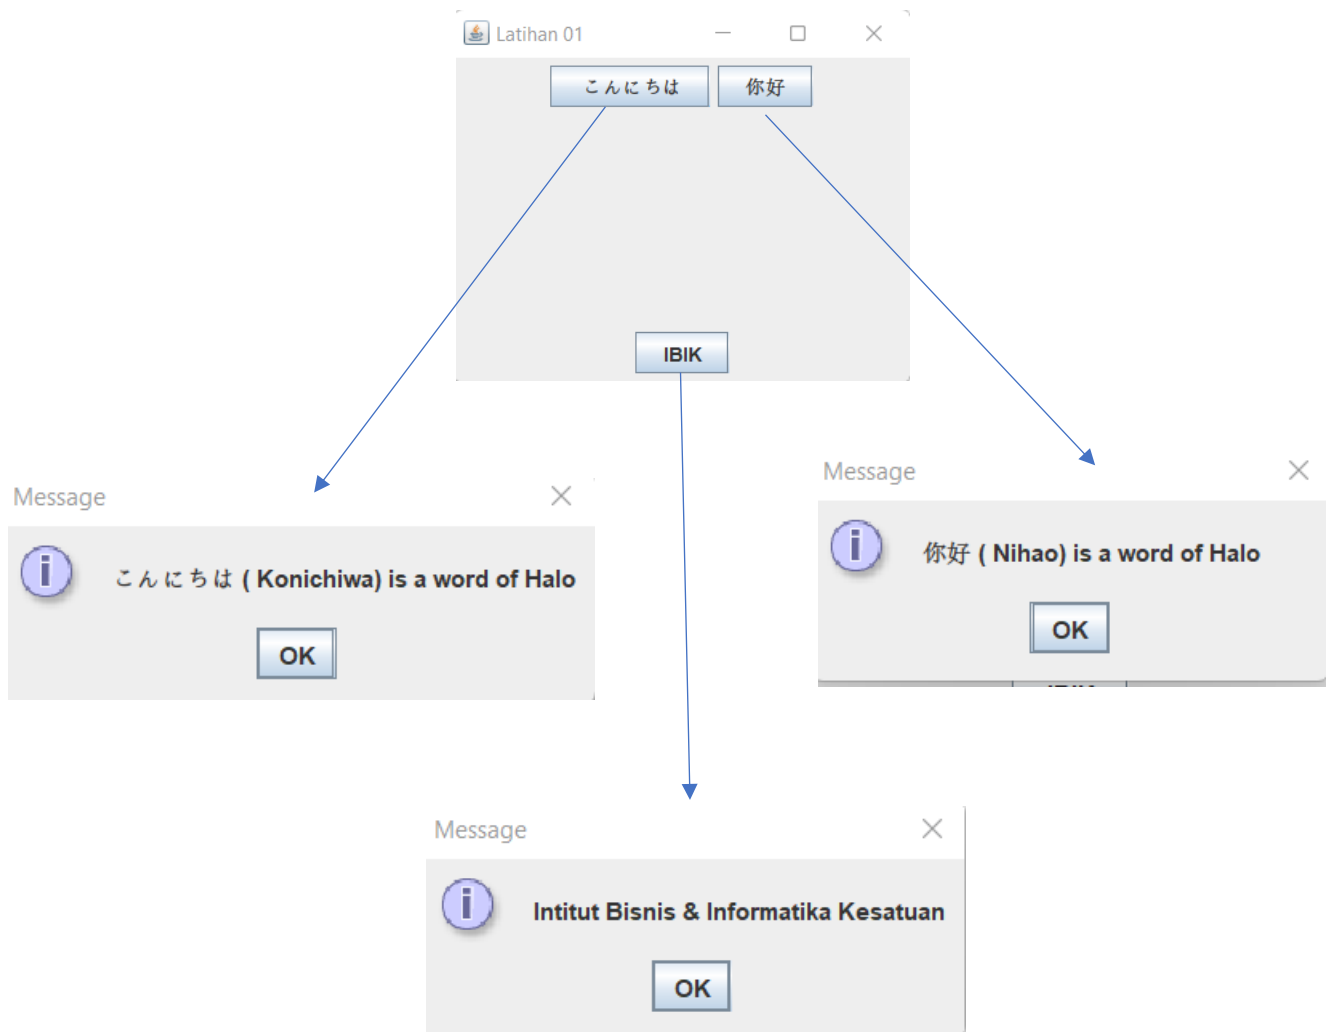 Latihan 01
こんにちは
你好
IBIK
Message
こんにちは ( Konichiwa) is a word of Halo
OK
Message
你好 ( Nihao) is a word of Halo
OK
Message
Intitut Bisnis & Informatika Kesatuan
OK